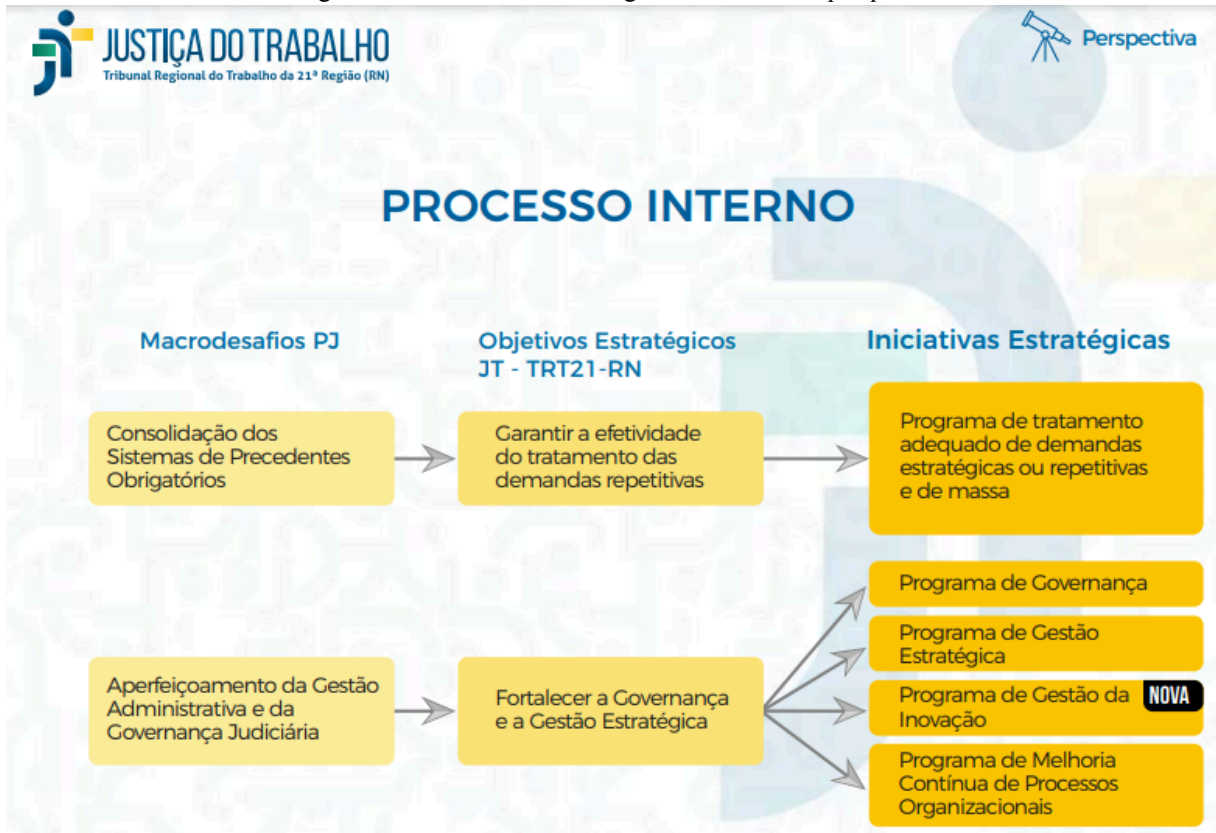 JUSTIÇA DO TRABALHO
Tribunal Regional do Trabalho da 21ª Região (RN)
Perspectiva
PROCESSO INTERNO
Macrodesafios PJ
Objetivos Estratégicos
JT - TRT21-RN
Iniciativas Estratégicas
Consolidação dos
Sistemas de Precedentes
Obrigatórios
Garantir a efetividade
do tratamento das
demandas repetitivas
Programa de tratamento
adequado de demandas
estratégicas ou repetitivas
e de massa
Aperfeiçoamento da Gestão
Administrativa e da
Governança Judiciária
Fortalecer a Governança
e a Gestão Estratégica
Programa de Governança
Programa de Gestão
Estratégica
Programa de Gestão da NOVA
Inovação
Programa de Melhoria
Contínua de Processos
Organizacionais